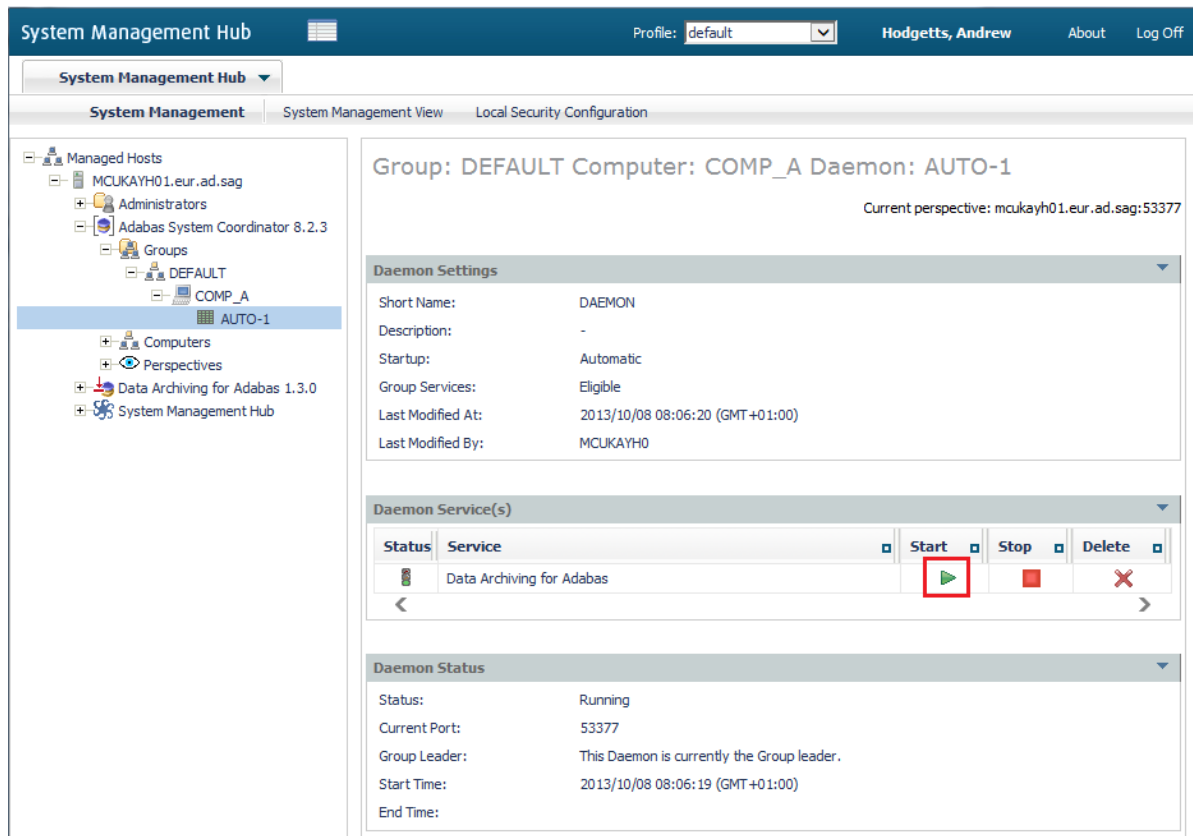 System Management Hub
Profile: default
Hodgetts, Andrew
About
Log Off
System Management Hub
System Management
System Management View
Local Security Configuration
Managed Hosts
MCUKAYH01.eur.ad.sag
Administrators
Adabas System Coordinator 8.2.3
Groups
DEFAULT
COMP_A
AUTO-1
Computers
Perspectives
Data Archiving for Adabas 1.3.0
System Management Hub
Group: DEFAULT Computer: COMP_A Daemon: AUTO-1
Current perspective: mcukayh01.eur.ad.sag:53377
Daemon Settings
Short Name: DAEMON
Description: -
Startup: Automatic
Group Services: Eligible
Last Modified At: 2013/10/08 08:06:20 (GMT+01:00)
Last Modified By: MCUKAYH0
Daemon Service(s)
Status Service Start Stop Delete
Data Archiving for Adabas
Daemon Status
Status: Running
Current Port: 53377
Group Leader: This Daemon is currently the Group leader.
Start Time: 2013/10/08 08:06:19 (GMT+01:00)
End Time: